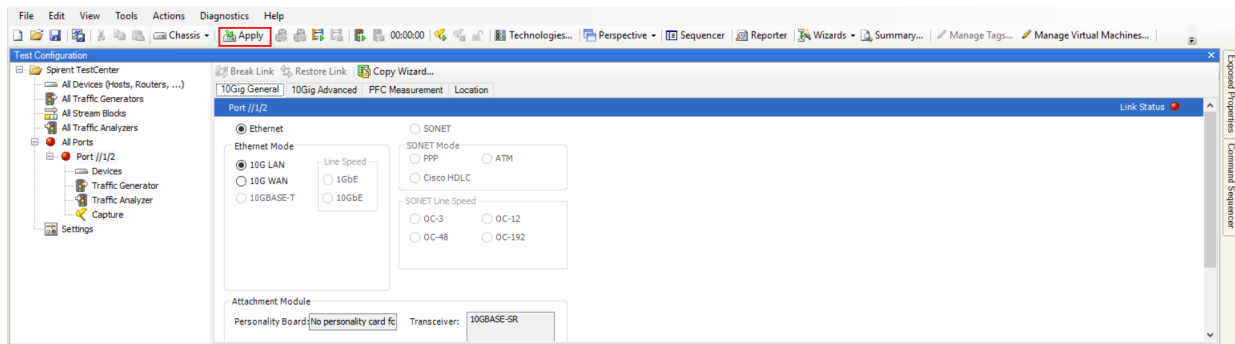 File Edit View Tools Actions Diagnostics Help
Chassis Apply 00:00:00 Technologies... Perspective Sequencer Reporter Wizards Summary... Manage Tags... Manage Virtual Machines...
Test Configuration
Spirent TestCenter
All Devices (Hosts, Routers, ...)
All Traffic Generators
All Stream Blocks
All Traffic Analyzers
All Ports
Port //1/2
Devices
Traffic Generator
Traffic Analyzer
Capture
Settings
Break Link Restore Link Copy Wizard...
10Gig General 10Gig Advanced PFC Measurement Location
Port //1/2 Link Status
Ethernet SONET
Ethernet Mode
10G LAN
10G WAN
10GBASE-T
Line Speed
1GbE
10GbE
SONET Mode
PPP ATM
Cisco HDLC
SONET Line Speed
OC-3 OC-12
OC-48 OC-192
Attachment Module
Personality Board: No personality card fc Transceiver: 10GBASE-SR
Exposed Properties
Command Sequencer